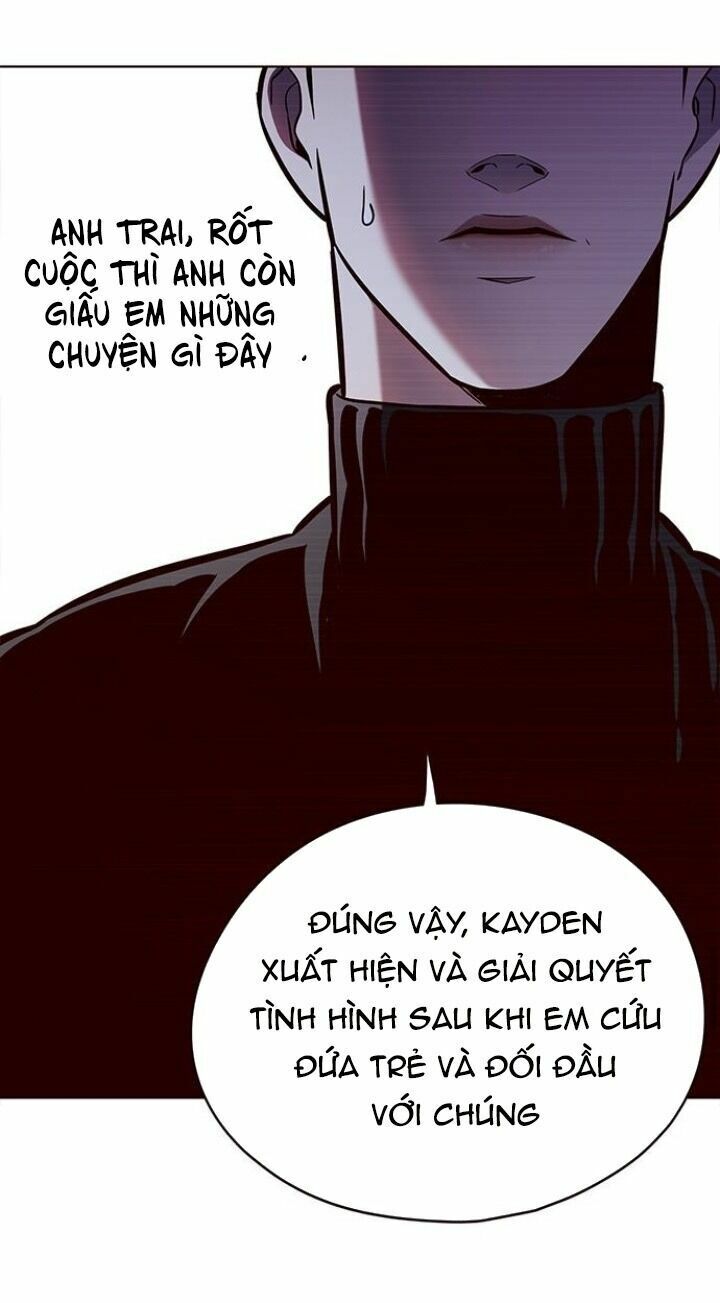 ANH TRAI, RỐT
CUỘC THÌ ANH CÒN
GIẤU EM NHỮNG
CHUYỆN GÌ ĐÂY
ĐÚNG VẬY, KAYDEN
XUẤT HIỆN VÀ GIẢI QUYẾT
TÌNH HÌNH SAU KHI EM CỨU
ĐỨA TRẺ VÀ ĐỐI ĐẦU
VỚI CHÚNG